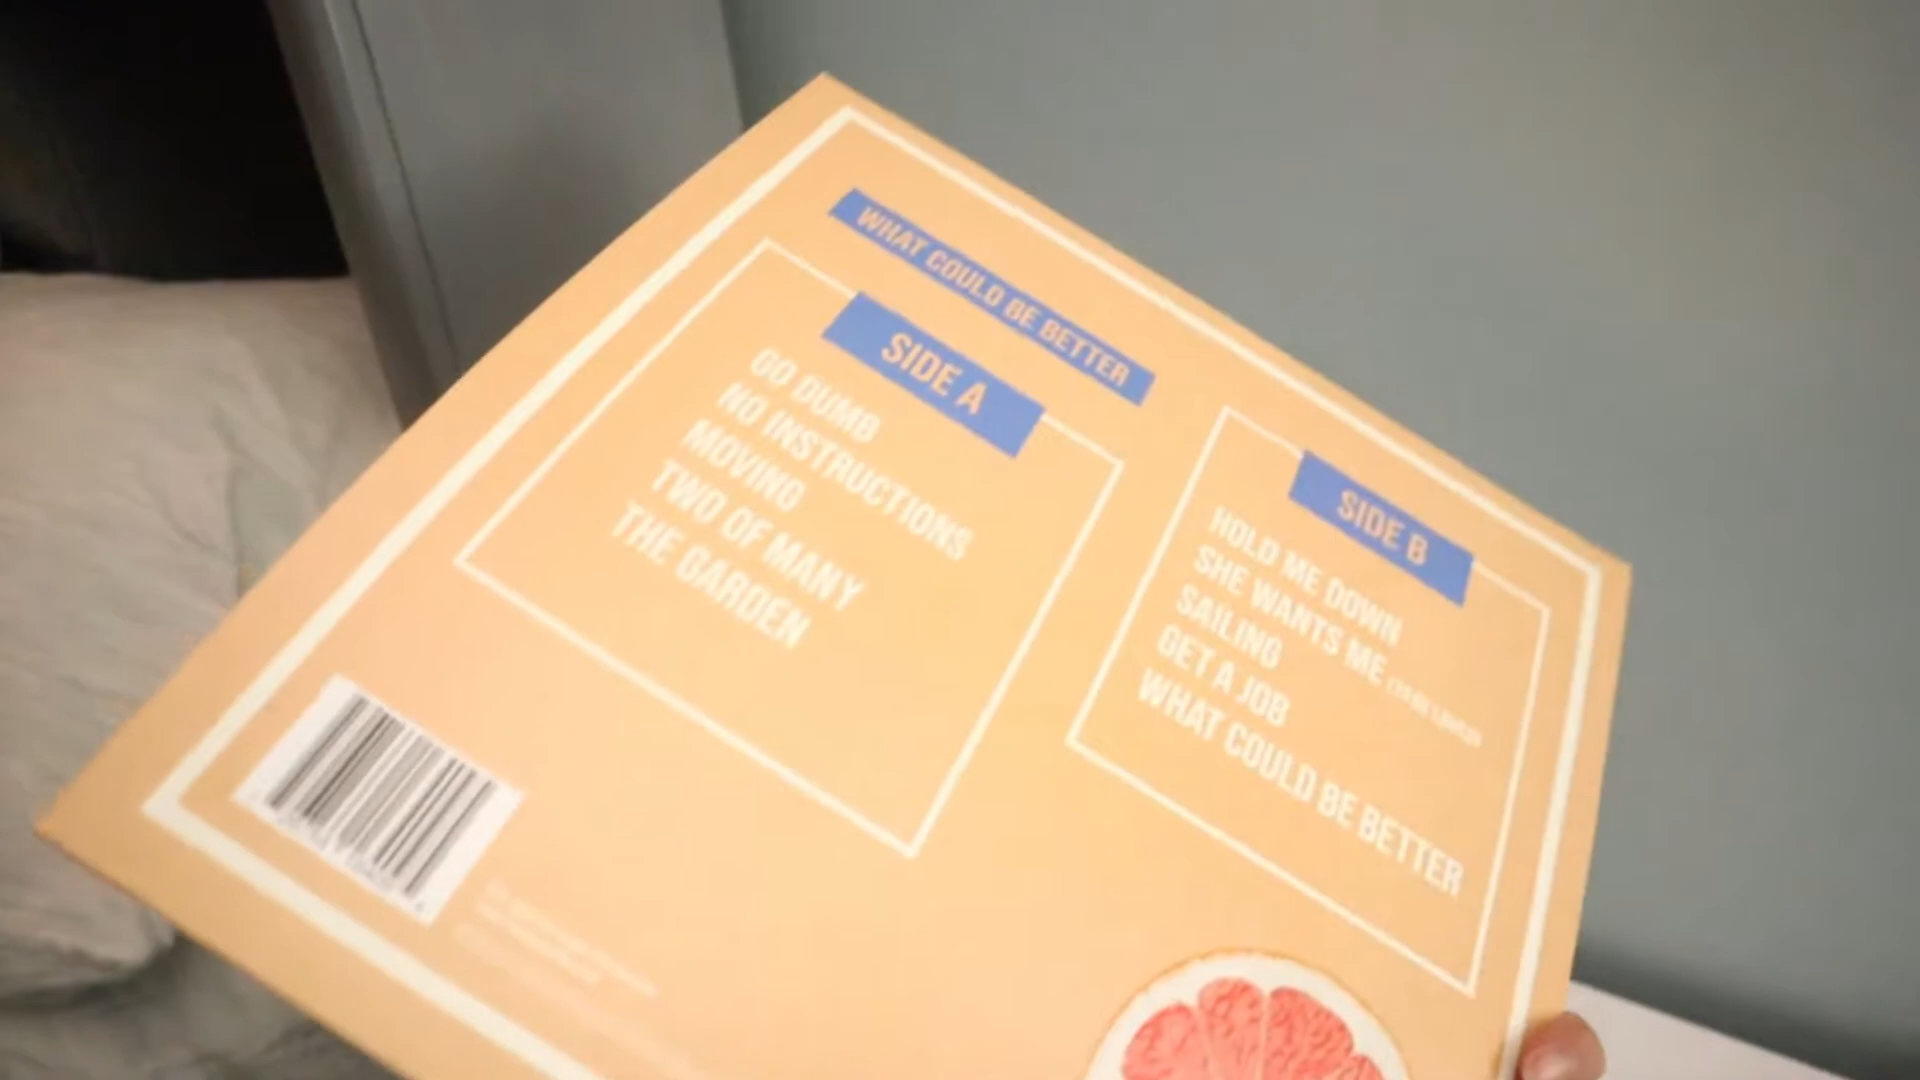 WHAT COULD BE BETTER
SIDE A
GO DUMB
NO INSTRUCTIONS
MOVING
TWO OF MANY
THE GARDEN
SIDE B
HOLD ME DOWN
SHE WANTS ME
SAILING
GET A JOB
WHAT COULD BE BETTER